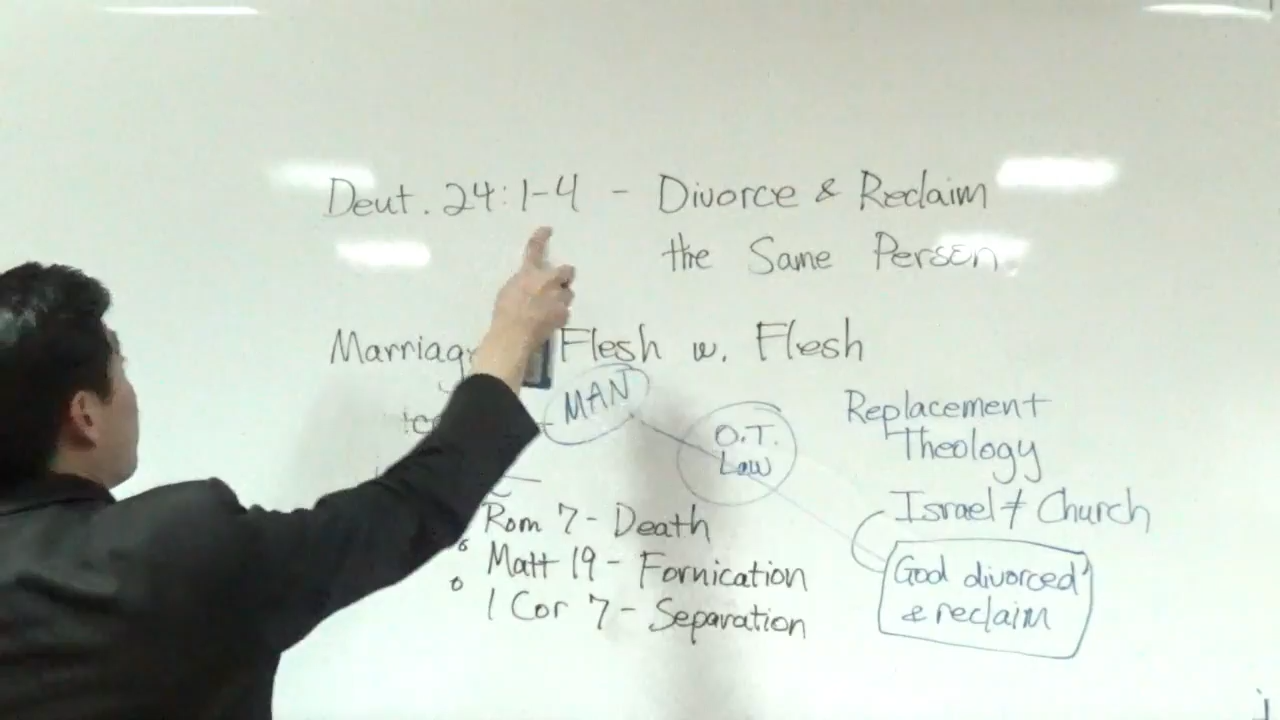 Deut. 24:1-4 - Divorce & Reclaim
the Same Person
Flesh w. Flesh
MAN
O.T.
Law
Replacement
Theology
Israel ≠ Church
God divorced
& reclaim
Rom 7 - Death
Matt 19 - Fornication
1 Cor 7 - Separation